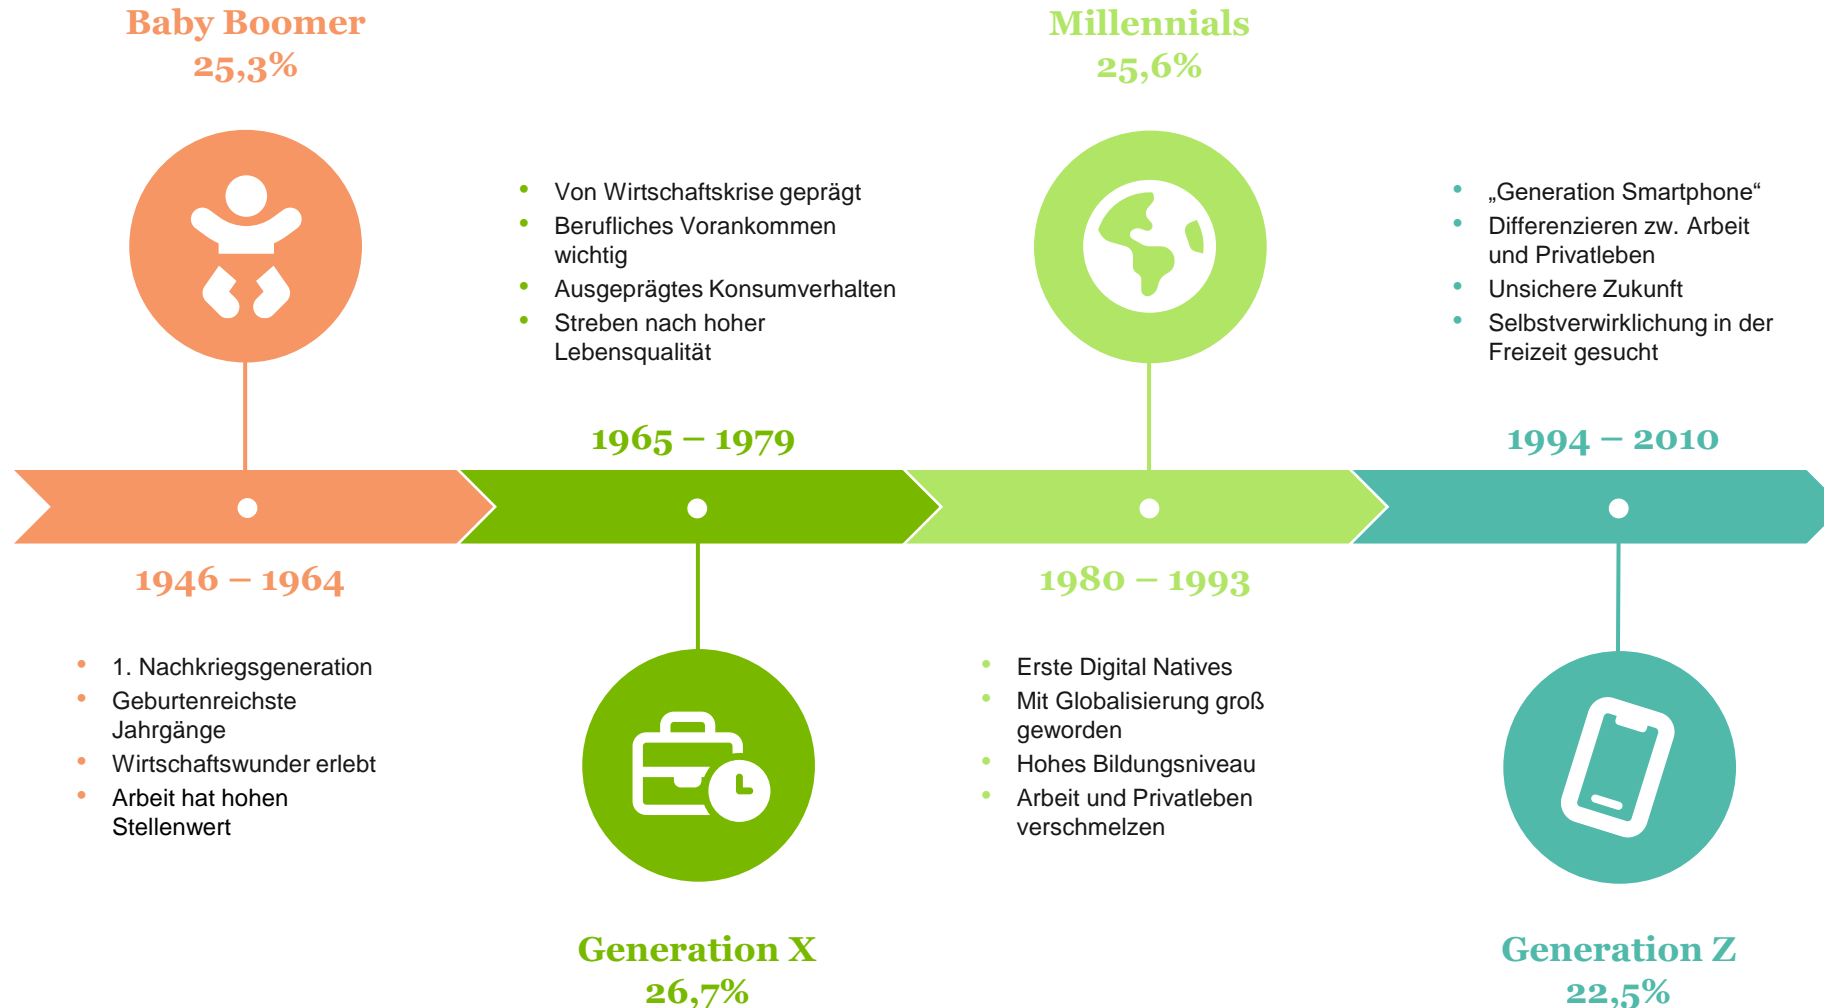 Baby Boomer
25,3%
1946 – 1964
• 1. Nachkriegsgeneration
• Geburtenreichste
Jahrgänge
• Wirtschaftswunder erlebt
• Arbeit hat hohen
Stellenwert
• Von Wirtschaftskrise geprägt
• Berufliches Vorankommen
wichtig
• Ausgeprägtes Konsumverhalten
• Streben nach hoher
Lebensqualität
1965 – 1979
Generation X
26,7%
Millennials
25,6%
1980 – 1993
• Erste Digital Natives
• Mit Globalisierung groß
geworden
• Hohes Bildungsniveau
• Arbeit und Privatleben
verschmelzen
• „Generation Smartphone“
• Differenzieren zw. Arbeit
und Privatleben
• Unsichere Zukunft
• Selbstverwirklichung in der
Freizeit gesucht
1994 – 2010
Generation Z
22,5%